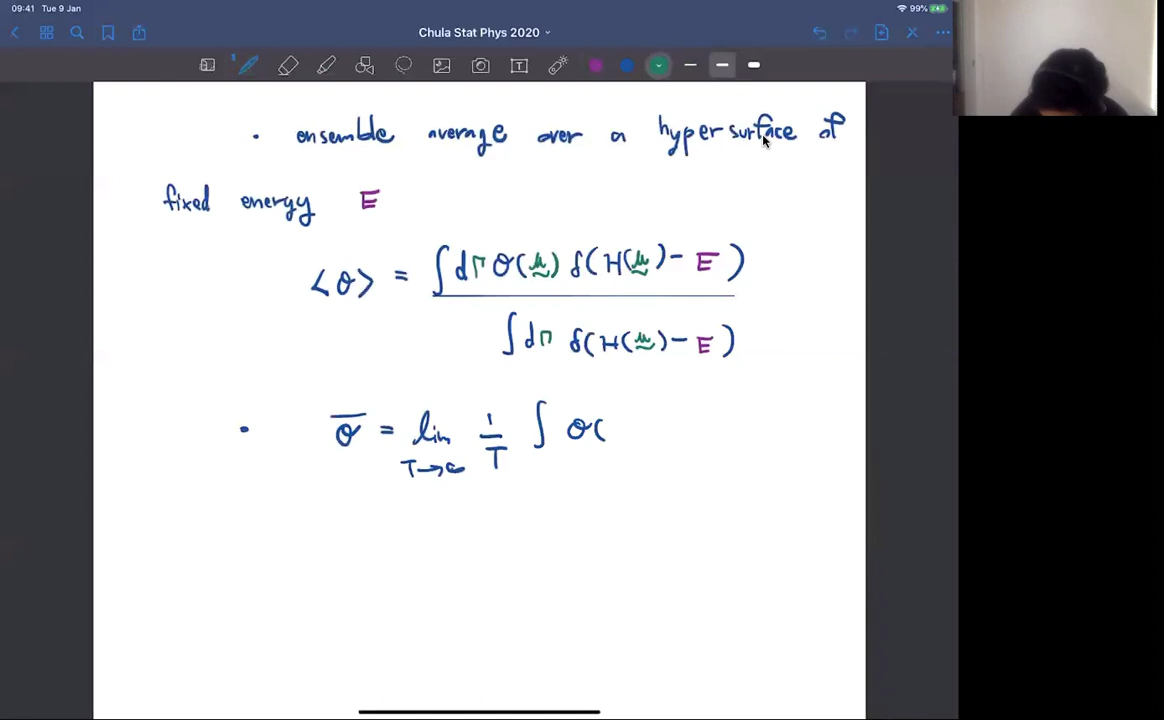 09:41 Tue 9 Jan 99%
Chula Stat Phys 2020
• ensemble average over a hypersurface of
fixed energy E
⟨O⟩ = ∫dΓ O(μ) δ(H(μ) - E)
∫dΓ δ(H(μ) - E)
• O̅ = lim 1/T ∫ O(
T→∞